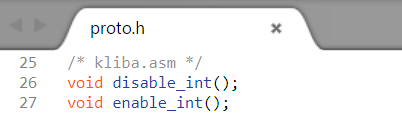 proto.h
25 /* kliba.asm */
26 void disable_int();
27 void enable_int();